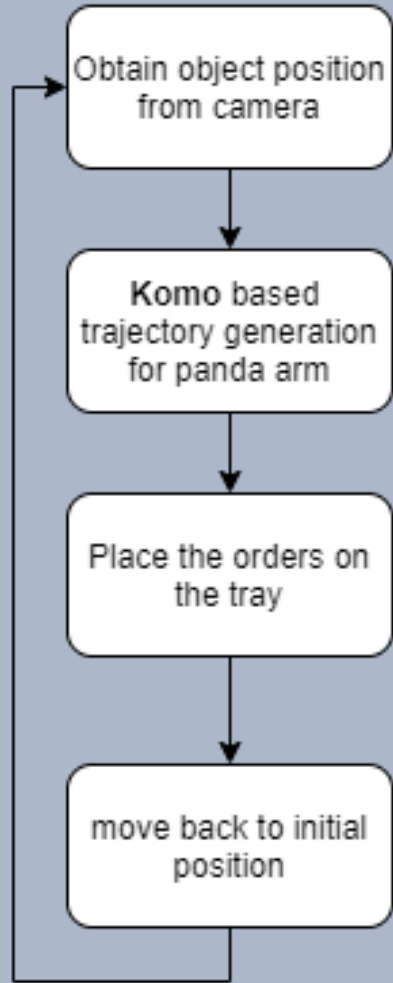 Obtain object position
from camera
Komo based
trajectory generation
for panda arm
Place the orders on
the tray
move back to initial
position